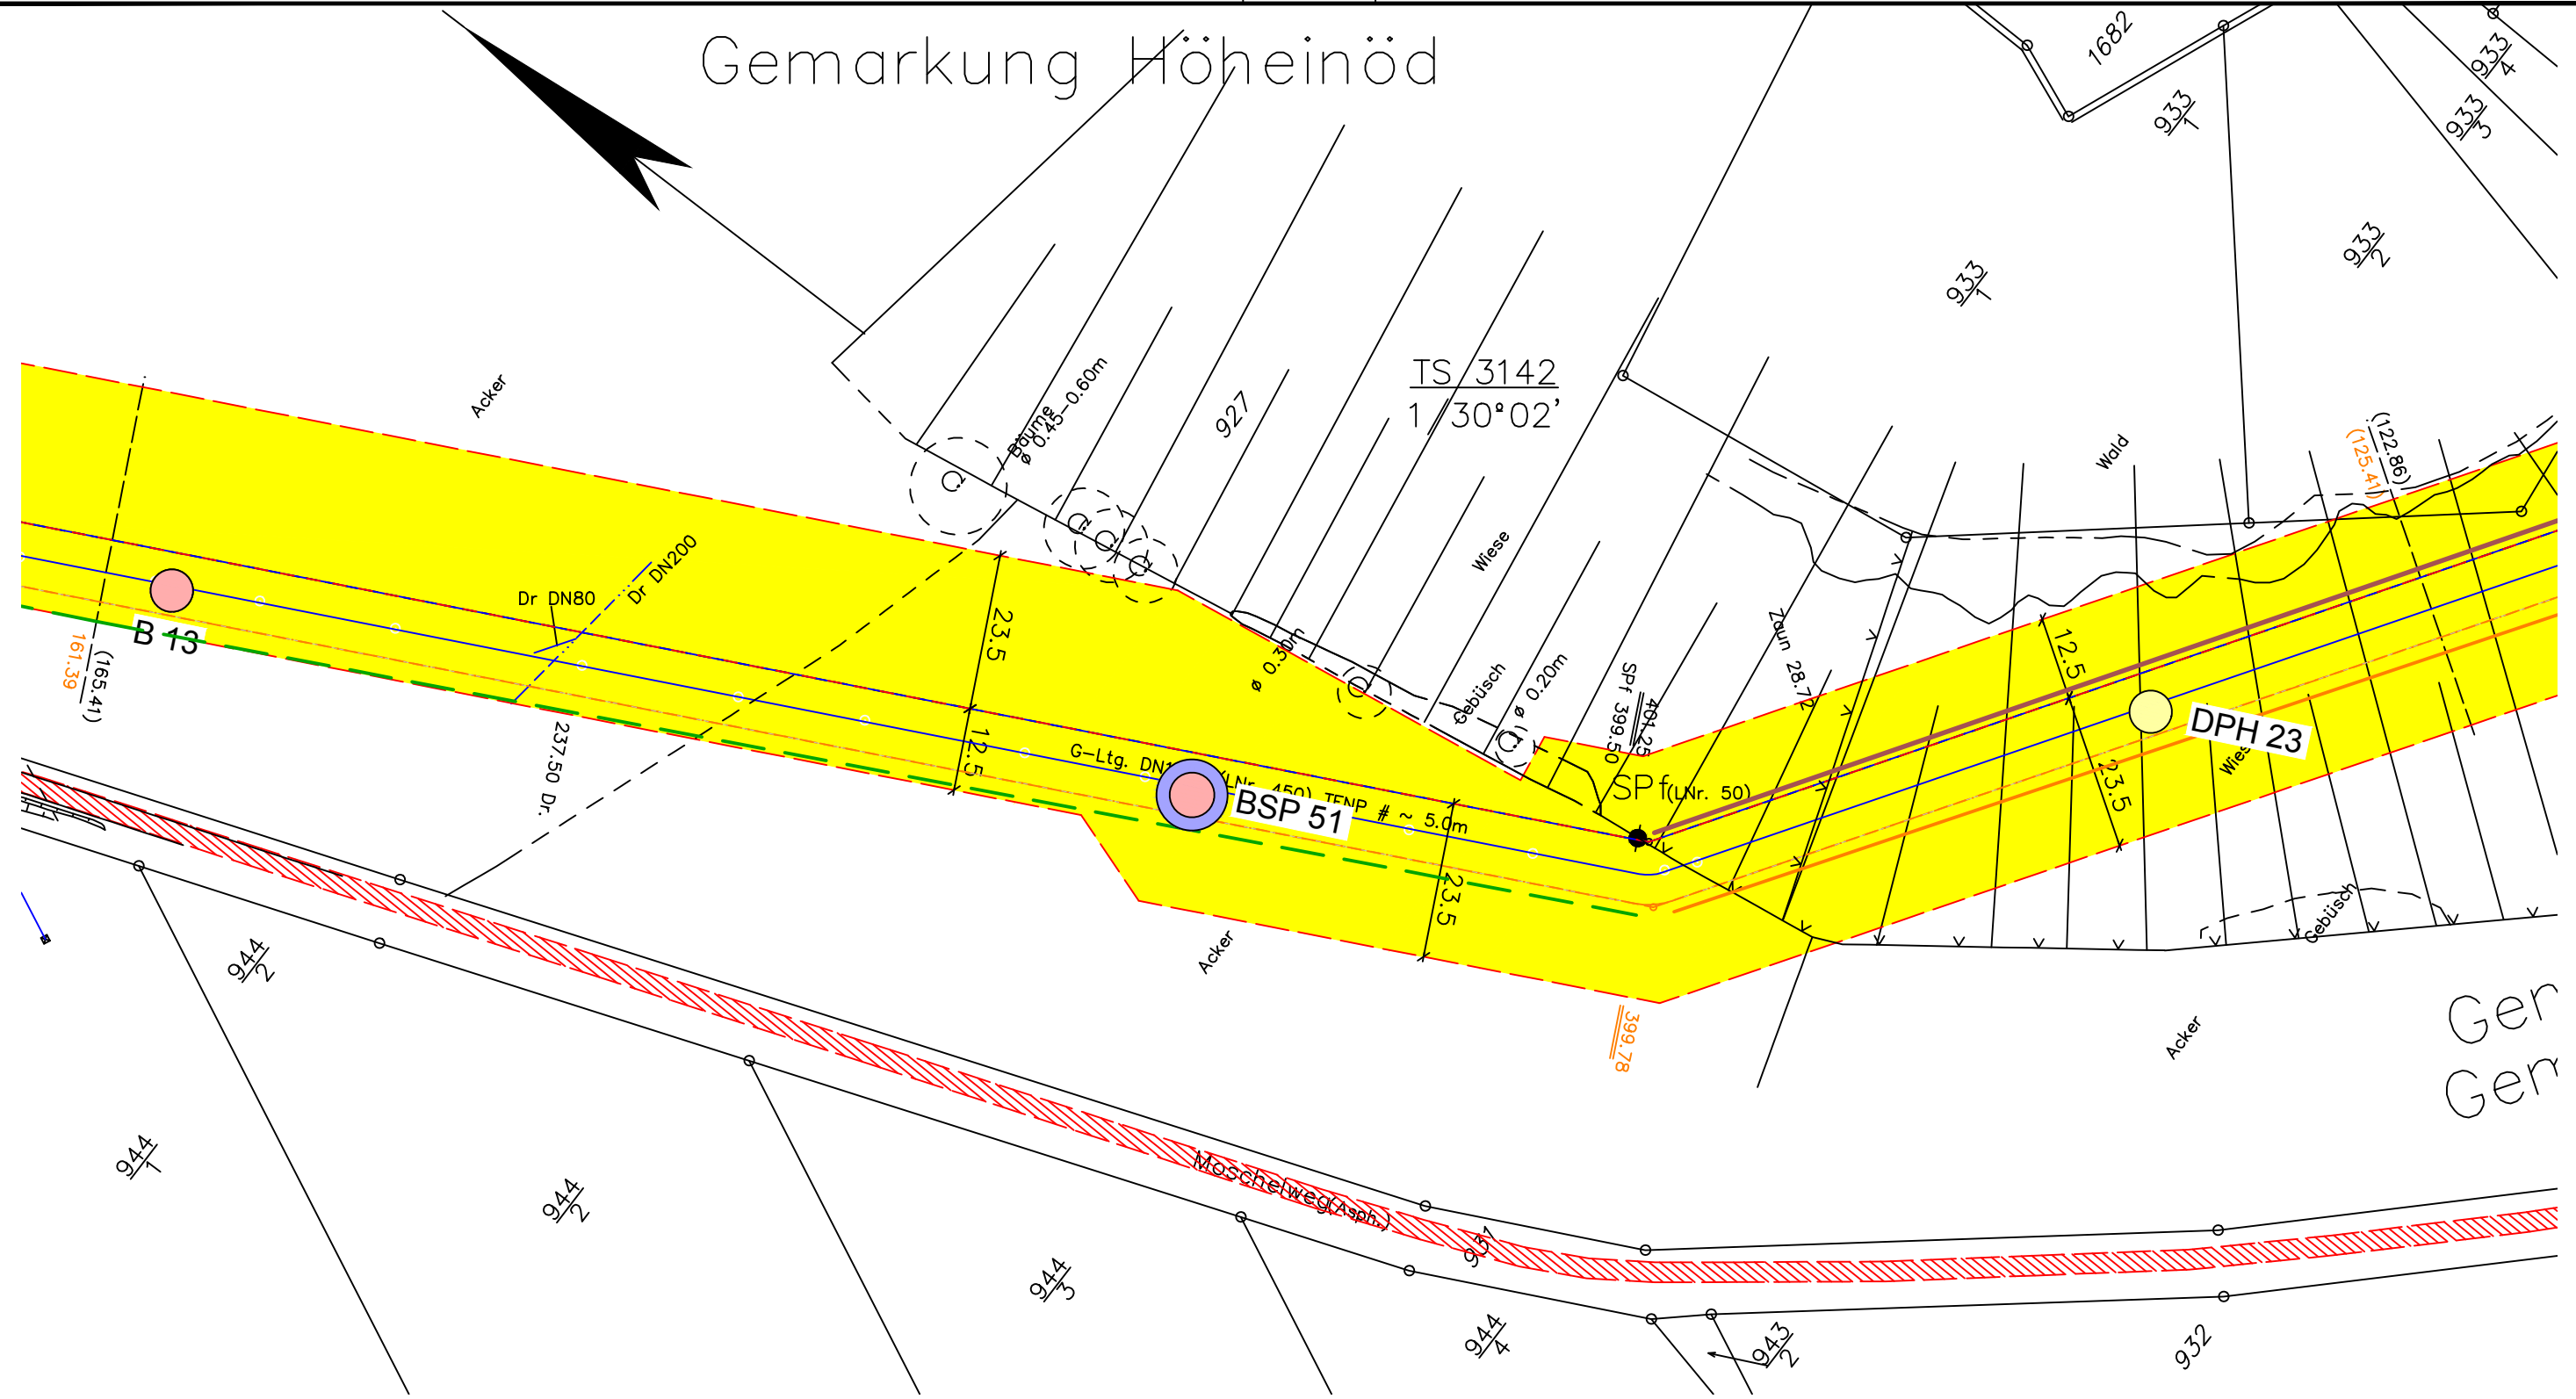 Gemarkung Höheinöd
1682
933
4
933
3
933
1
933
2
933
1
Acker
Bäume
ø 0.45-0.60m
927
TS 3142
1 30°02'
Wald
(122.86)
(125.41)
Wiese
Dr DN80
Dr DN200
B 13
161.39
(165.41)
237.50 Dr.
23.5
12.5
ø 0.30m
Gebüsch
ø 0.20m
SPf 399.50
401.25
Zaun 28.72
12.5
23.5
DPH 23
SPf(LNr. 50)
G-Ltg.
BSP 51
TENP # ~ 5.0m
23.5
Acker
399.78
Gebüsch
Acker
944
2
944
1
944
2
944
3
944
4
Moschelweg(Asph.)
931
943
2
932